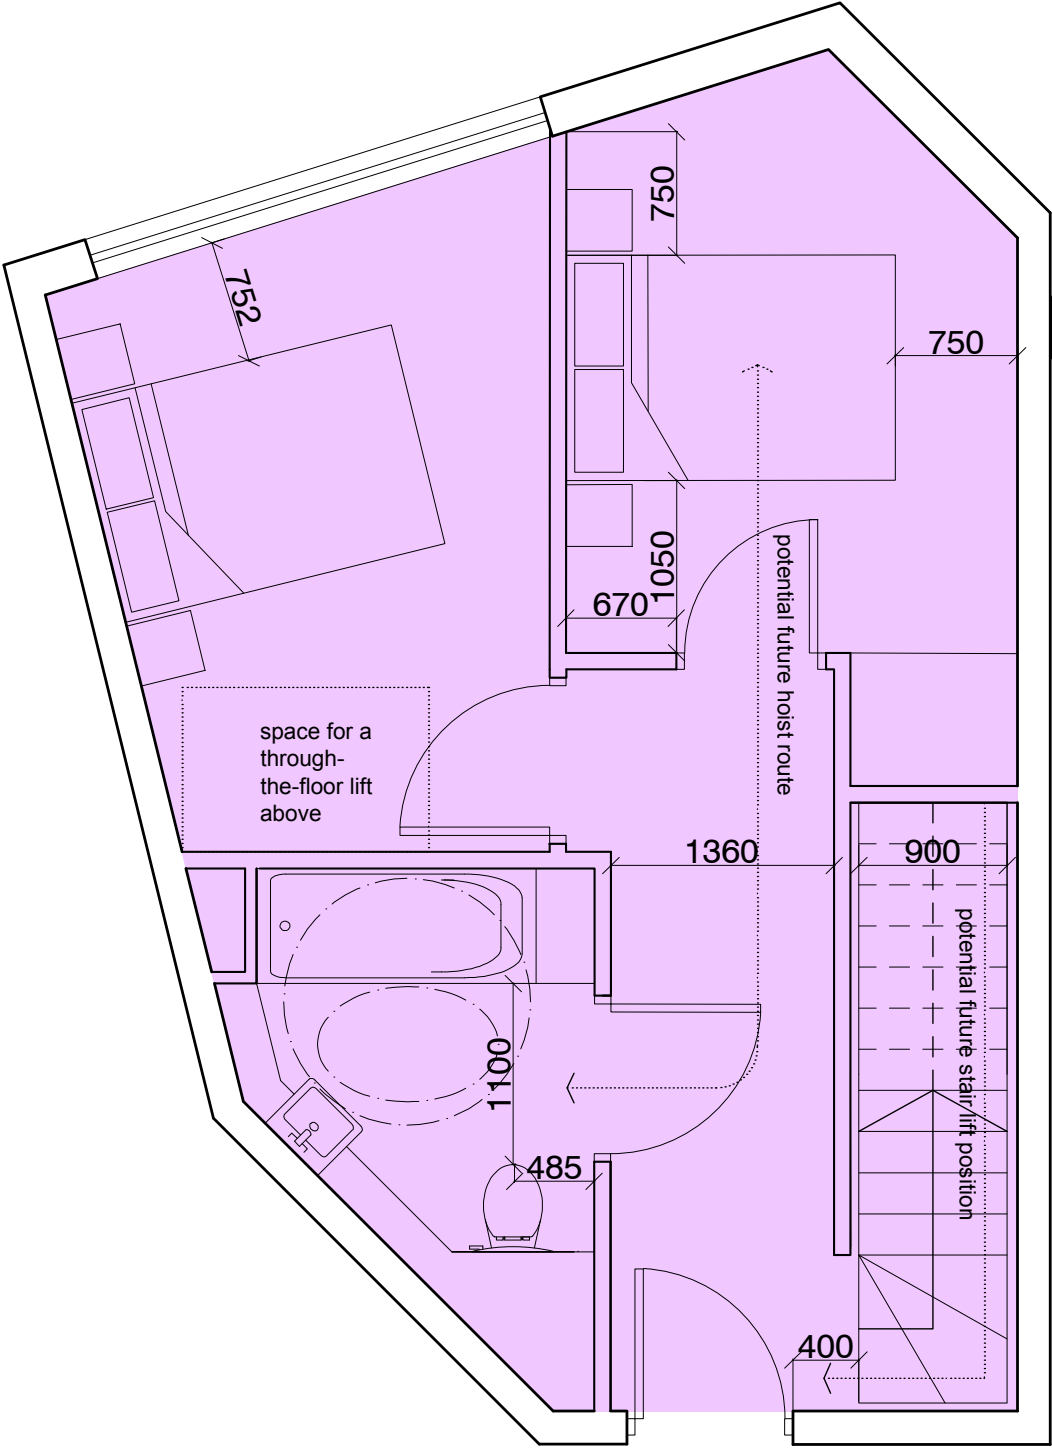 750
752
750
1050
670
potential future hoist route
space for a
through-
the-floor lift
above
1360
900
potential future stair lift position
1100
485
400